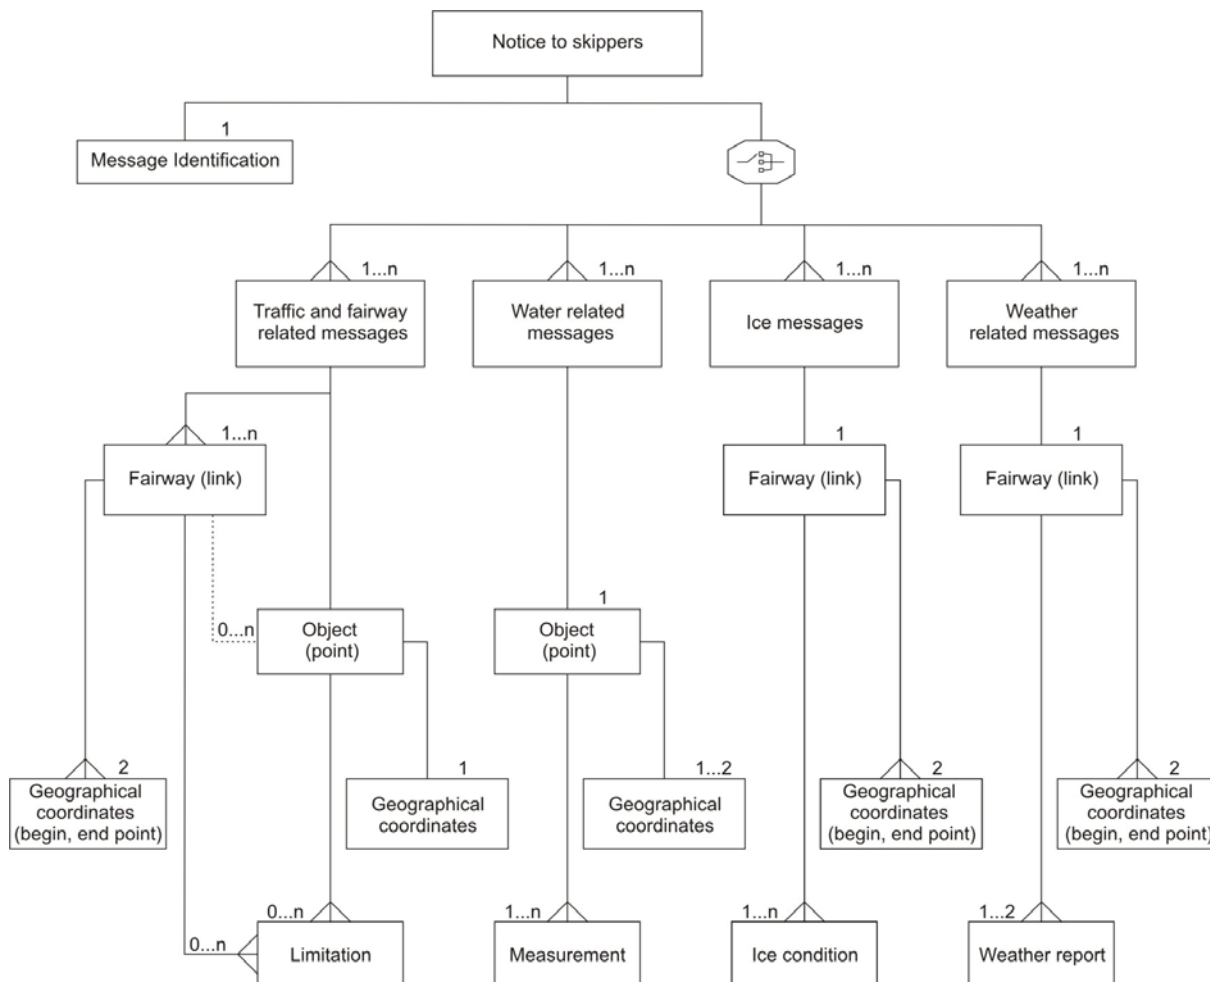 Notice to skippers
1
Message Identification
1...n
1...n
1...n
1...n
Traffic and fairway
related messages
Water related
messages
Ice messages
Weather
related messages
1...n
1
1
Fairway (link)
Fairway (link)
Fairway (link)
1
0...n
Object
(point)
Object
(point)
2
1
1...2
2
2
Geographical
coordinates
(begin, end point)
Geographical
coordinates
Geographical
coordinates
Geographical
coordinates
(begin, end point)
Geographical
coordinates
(begin, end point)
0...n
1...n
1...n
1...2
0...n
Limitation
Measurement
Ice condition
Weather report